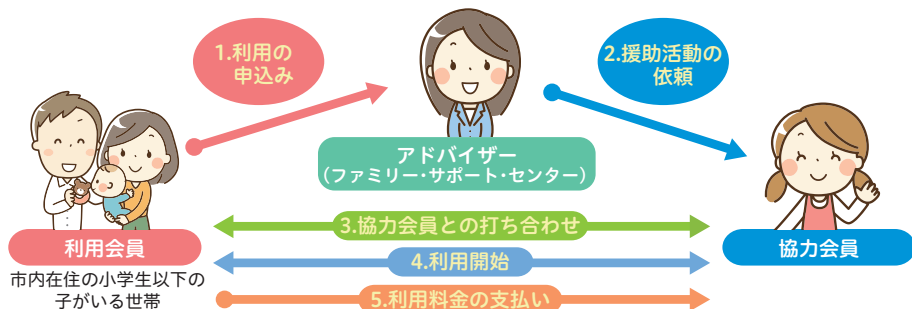 1.利用の
申込み
2.援助活動の
依頼
アドバイザー
（ファミリー・サポート・センター）
3.協力会員との打ち合わせ
利用会員
協力会員
4.利用開始
市内在住の小学生以下の
子がいる世帯
5.利用料金の支払い